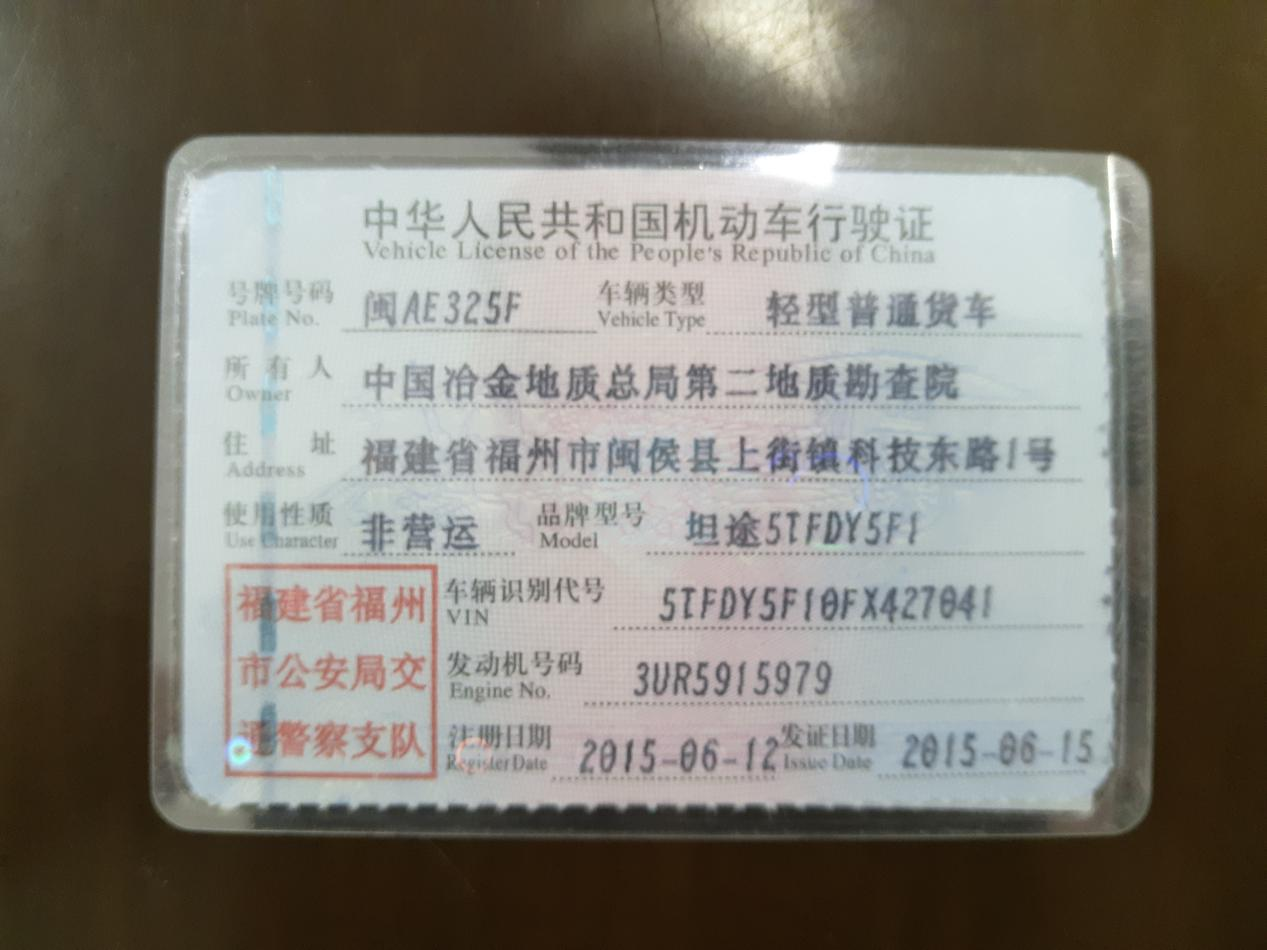 中华人民共和国机动车行驶证
Vehicle License of the People's Republic of China
号牌号码 闽AE325F 车辆类型 轻型普通货车
Plate No. Vehicle Type
所有人 中国冶金地质总局第二地质勘查院
Owner
住址 福建省福州市闽侯县上街镇科技东路1号
Address
使用性质 非营运 品牌型号 坦途5TFDY5F1
Use Character Model
福建省福州 车辆识别代号 5TFDY5F10FX427041
VIN
市公安局交 发动机号码 3UR5915979
Engine No.
通警察支队 注册日期 2015-06-12 发证日期 2015-06-15
Register Date Issue Date